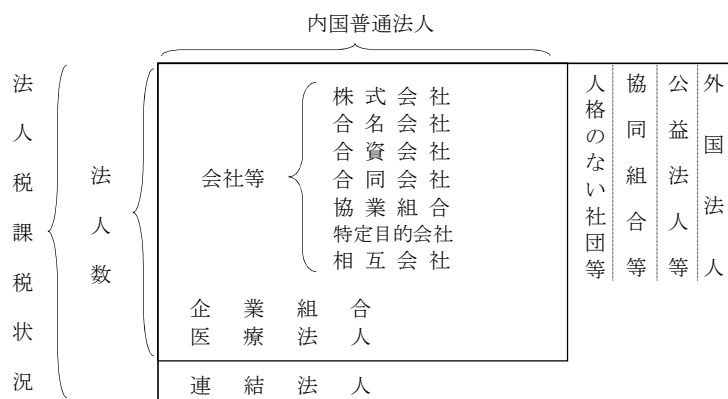 内国普通法人
法人税課税状況
法人数
会社等
株式会社
合名会社
合資会社
合同会社
協業組合
特定目的会社
相互会社
企業組合
医療法人
連結法人
人格のない社団等
協同組合等
公益法人等
外国法人